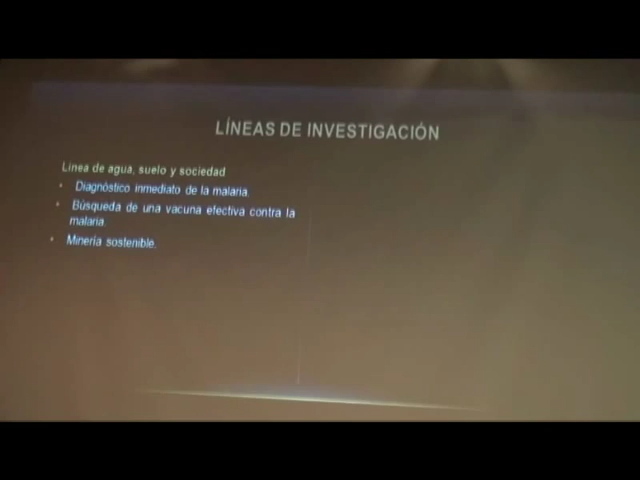 LÍNEAS DE INVESTIGACIÓN
Línea de agua, suelo y sociedad
• Diagnóstico inmediato de la malaria.
• Búsqueda de una vacuna efectiva contra la
malaria.
• Minería sostenible.